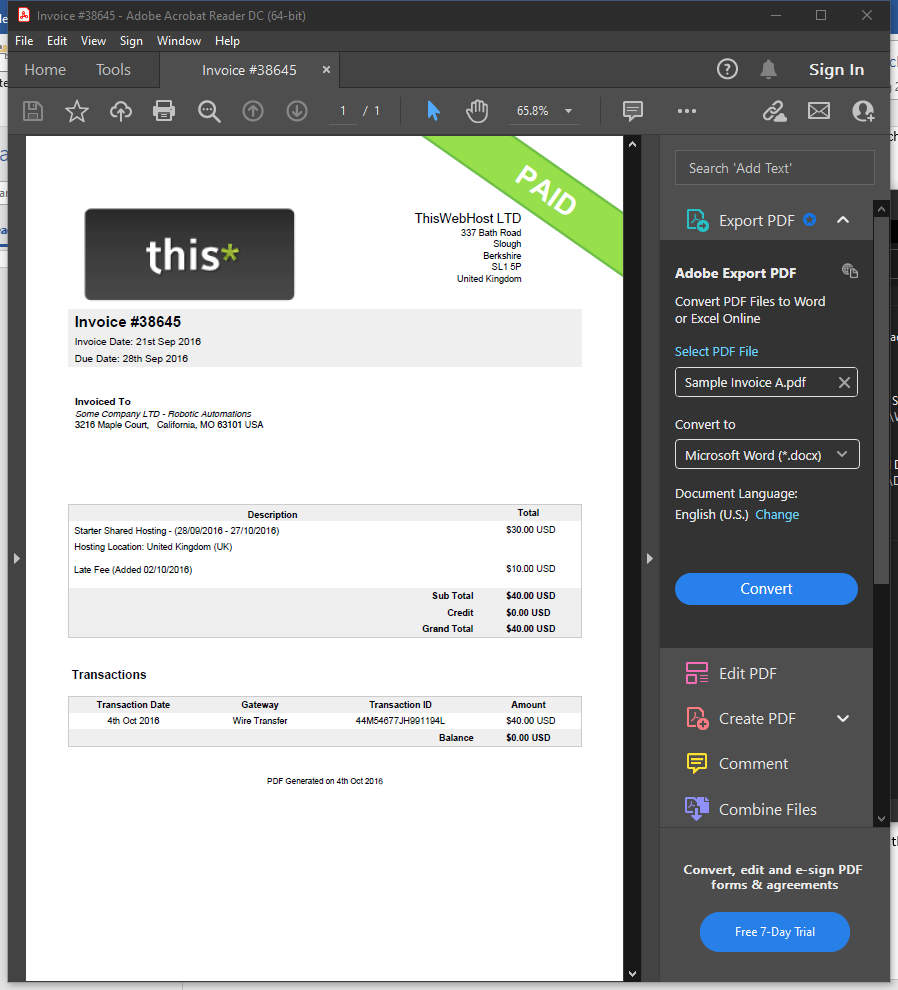 Invoice #38645 - Adobe Acrobat Reader DC (64-bit)
File Edit View Sign Window Help
Home Tools Invoice #38645 × ? Sign In
1 / 1 65.8%
PAID
this*
ThisWebHost LTD
337 Bath Road
Slough
Berkshire
SL1 5P
United Kingdom
Invoice #38645
Invoice Date: 21st Sep 2016
Due Date: 28th Sep 2016
Invoiced To
Some Company LTD - Robotic Automations
3216 Maple Court, California, MO 63101 USA
Description Total
Starter Shared Hosting - (28/09/2016 - 27/10/2016) $30.00 USD
Hosting Location: United Kingdom (UK)
Late Fee (Added 02/10/2016) $10.00 USD
Sub Total $40.00 USD
Credit $0.00 USD
Grand Total $40.00 USD
Transactions
Transaction Date Gateway Transaction ID Amount
4th Oct 2016 Wire Transfer 44M54677JH991194L $40.00 USD
Balance $0.00 USD
PDF Generated on 4th Oct 2016
Search 'Add Text'
Export PDF
Adobe Export PDF
Convert PDF Files to Word
or Excel Online
Select PDF File
Sample Invoice A.pdf
Convert to
Microsoft Word (*.docx)
Document Language:
English (U.S.) Change
Convert
Edit PDF
Create PDF
Comment
Combine Files
Convert, edit and e-sign PDF
forms & agreements
Free 7-Day Trial